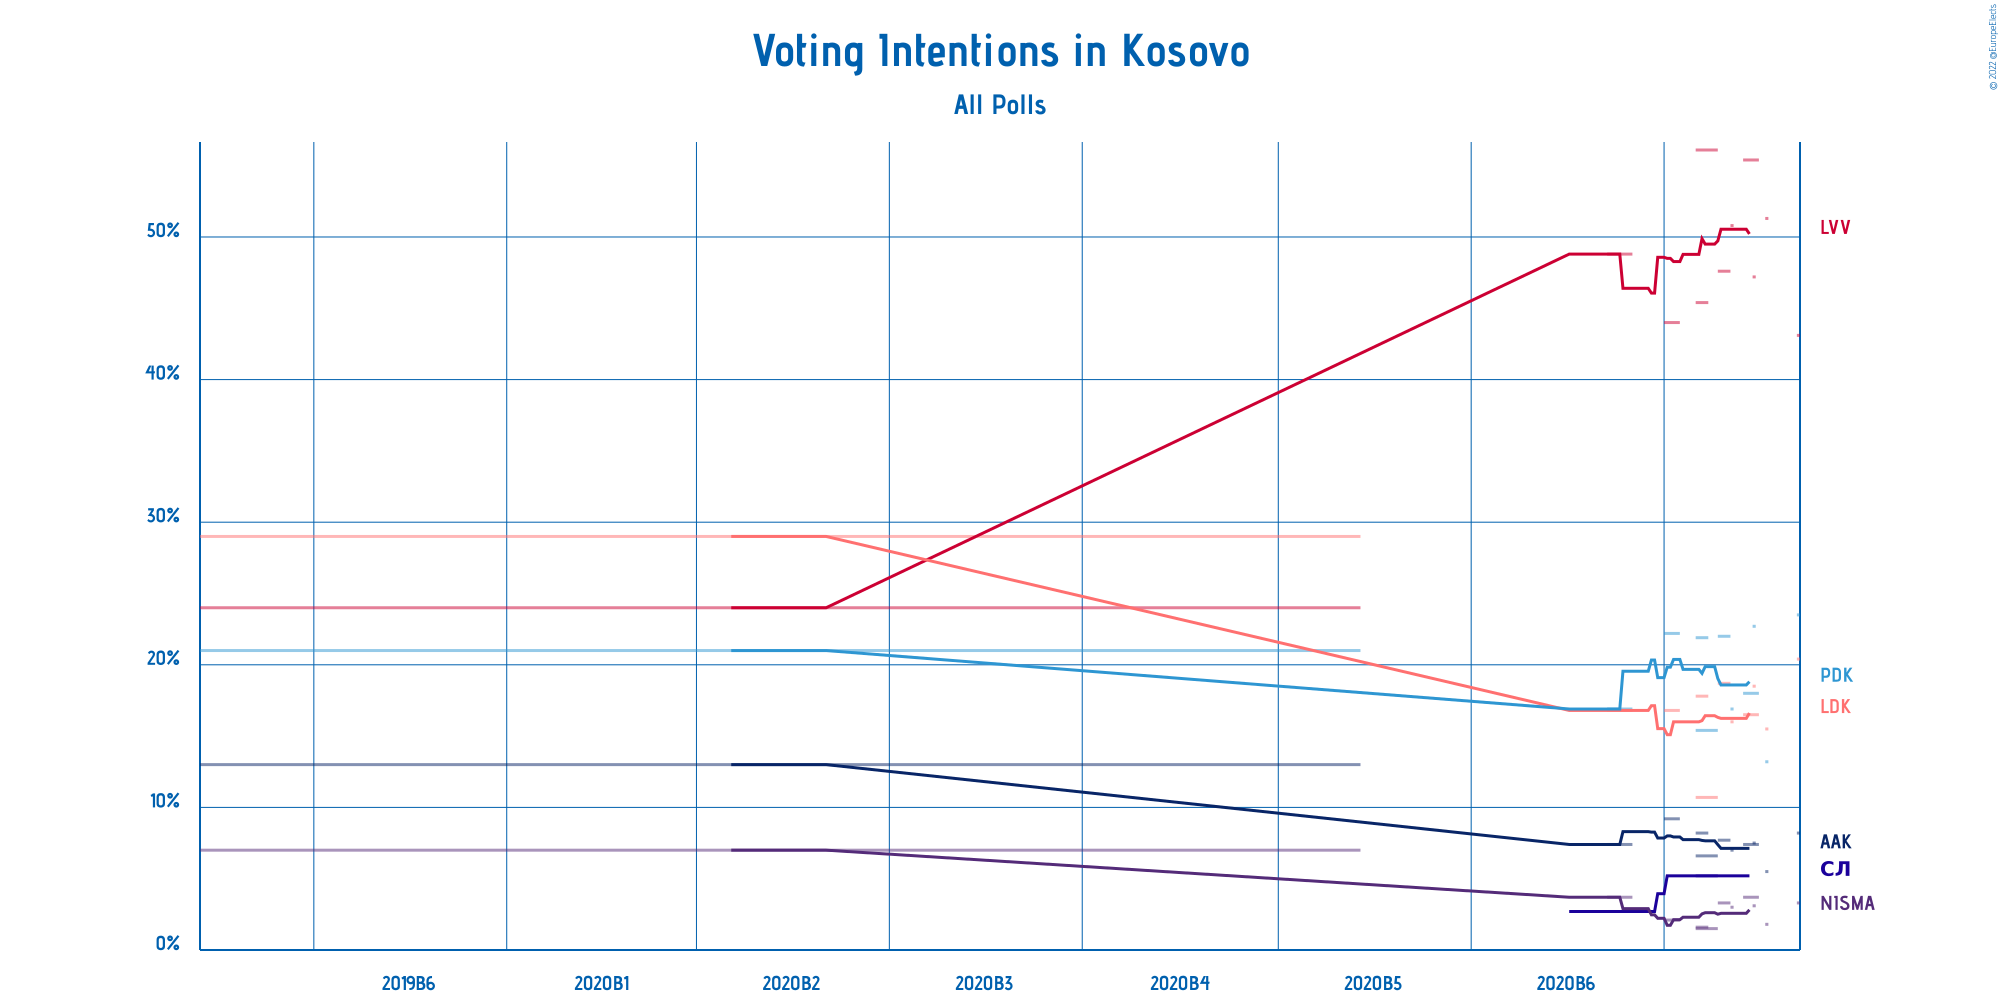 Voting Intentions in Kosovo
All Polls
© 2022 @EuropeElects
50%
40%
30%
20%
10%
0%
LVV
PDK
LDK
AAK
СЛ
NISMA
2019B6 2020B1 2020B2 2020B3 2020B4 2020B5 2020B6